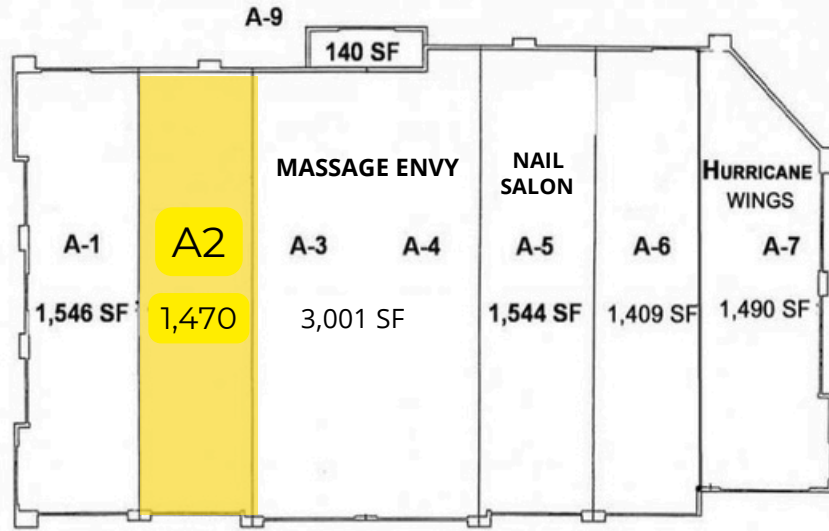 A-9
140 SF
MASSAGE ENVY
NAIL
SALON
HURRICANE
WINGS
A-1
A2
A-3
A-4
A-5
A-6
A-7
1,546 SF
1,470
3,001 SF
1,544 SF
1,409 SF
1,490 SF